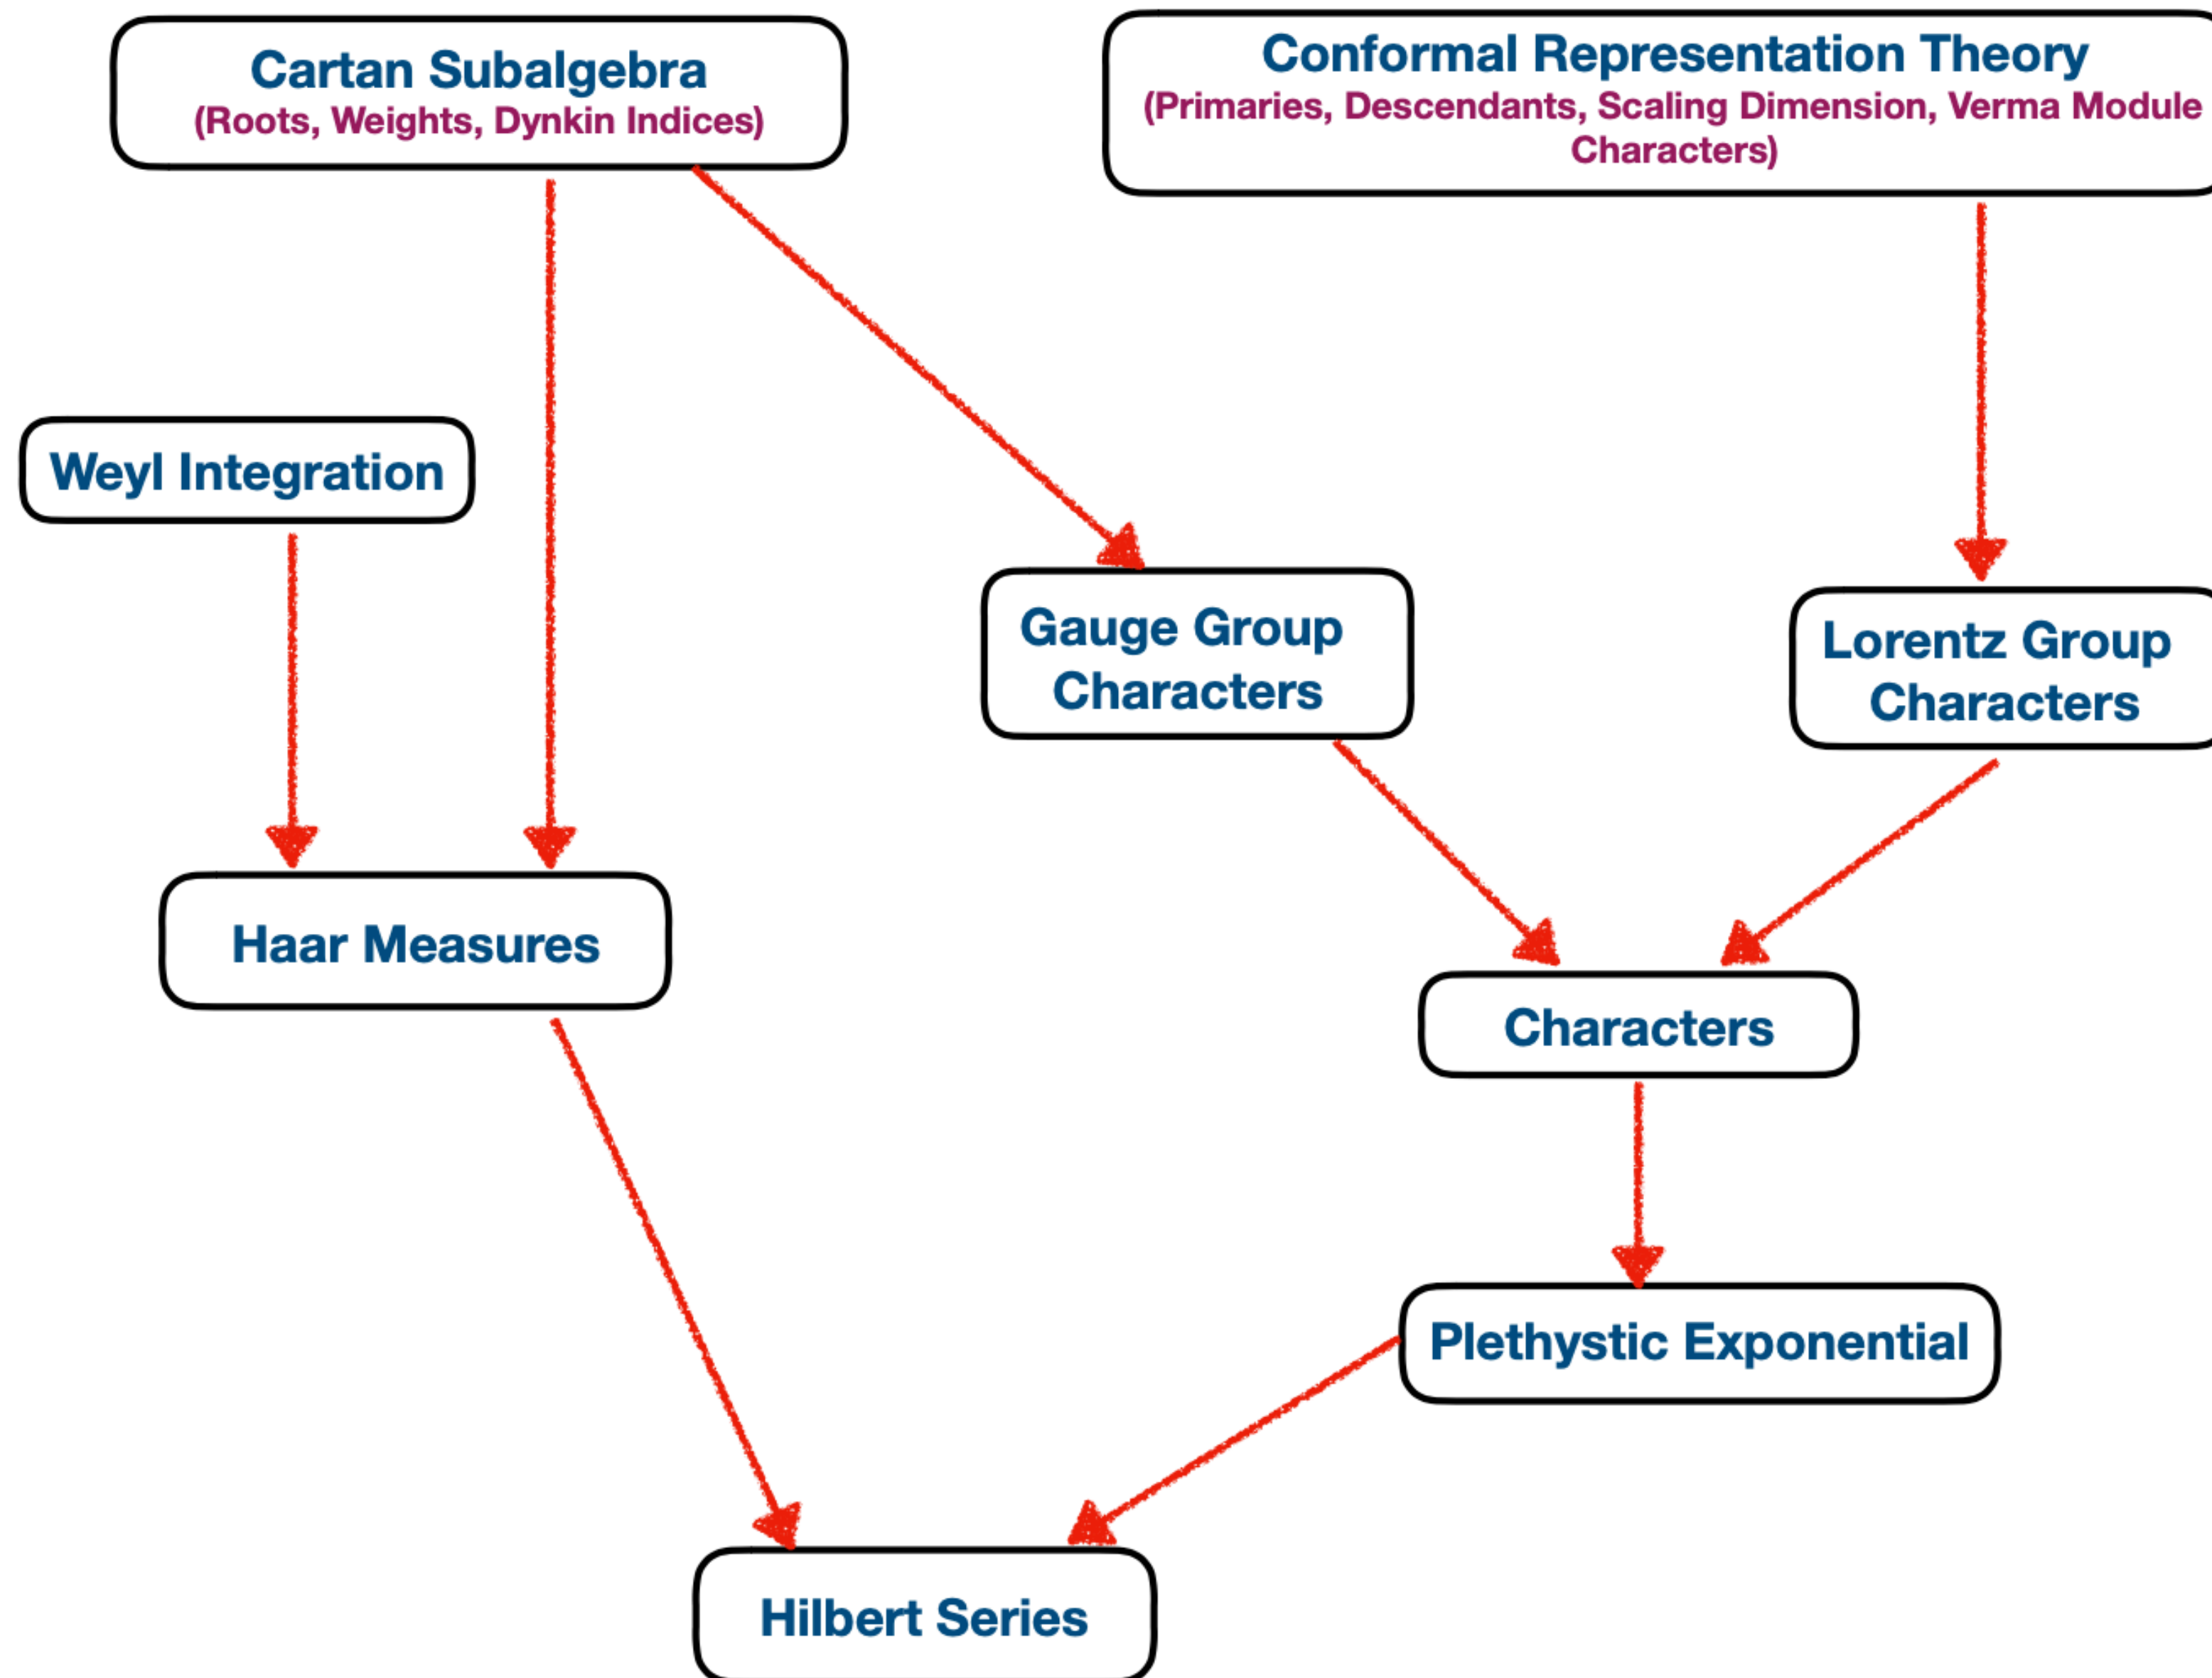 Cartan Subalgebra
(Roots, Weights, Dynkin Indices)
Conformal Representation Theory
(Primaries, Descendants, Scaling Dimension, Verma Module
Characters)
Weyl Integration
Gauge Group
Characters
Lorentz Group
Characters
Haar Measures
Characters
Plethystic Exponential
Hilbert Series